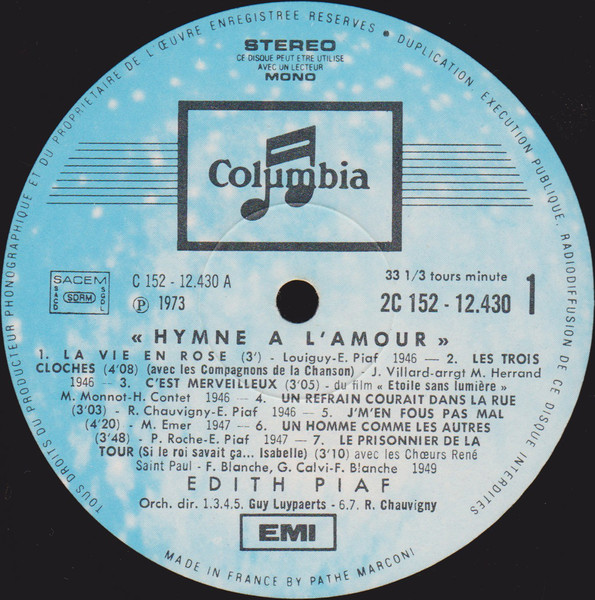 TOUS DROITS DU PRODUCTEUR PHONOGRAPHIQUE ET DU PROPRIETAIRE DE L'ŒUVRE ENREGISTREE RESERVES • DUPLICATION EXECUTION PUBLIQUE, RADIODIFFUSION DE CE DISQUE INTERDITES
STEREO
CE DISQUE PEUT ETRE UTILISE
AVEC UN LECTEUR
MONO
Columbia
SACEM
SACD
SDRM
SGDL
C 152 - 12.430 A
Ⓟ 1973
33 1/3 tours minute
2C 152 - 12.430
1
« HYMNE A L'AMOUR »
1. LA VIE EN ROSE (3') - Louiguy-E. Piaf 1946 — 2. LES TROIS
CLOCHES (4'08) (avec les Compagnons de la Chanson) - J. Villard-arrgt M. Herrand
1946 — 3. C'EST MERVEILLEUX (3'05) - du film « Etoile sans lumière »
M. Monnot-H. Contet 1946 — 4. UN REFRAIN COURAIT DANS LA RUE
(3'03) - R. Chauvigny-E. Piaf 1946 — 5. J'M'EN FOUS PAS MAL
(4'20) - M. Emer 1947 — 6. UN HOMME COMME LES AUTRES
(3'48) - P. Roche-E. Piaf 1947 — 7. LE PRISONNIER DE LA
TOUR (Si le roi savait ça... Isabelle) (3'10) avec les Chœurs René
Saint Paul - F. Blanche, G. Calvi-F. Blanche 1949
EDITH PIAF
Orch. dir. 1.3.4.5. Guy Luypaerts - 6.7. R. Chauvigny
EMI
MADE IN FRANCE BY PATHE MARCONI